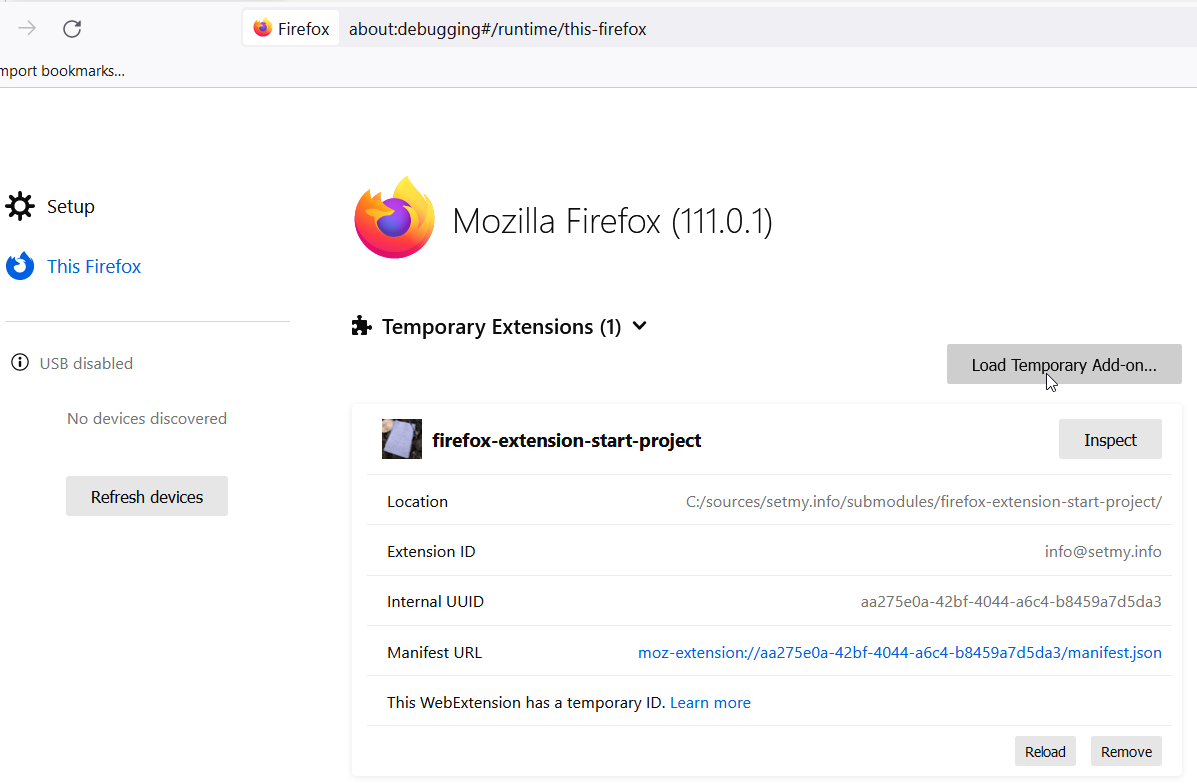 Firefox about:debugging#/runtime/this-firefox
mport bookmarks...
Setup
This Firefox
USB disabled
No devices discovered
Refresh devices
Mozilla Firefox (111.0.1)
Temporary Extensions (1)
Load Temporary Add-on...
firefox-extension-start-project Inspect
Location C:/sources/setmy.info/submodules/firefox-extension-start-project/
Extension ID info@setmy.info
Internal UUID aa275e0a-42bf-4044-a6c4-b8459a7d5da3
Manifest URL moz-extension://aa275e0a-42bf-4044-a6c4-b8459a7d5da3/manifest.json
This WebExtension has a temporary ID. Learn more
Reload Remove